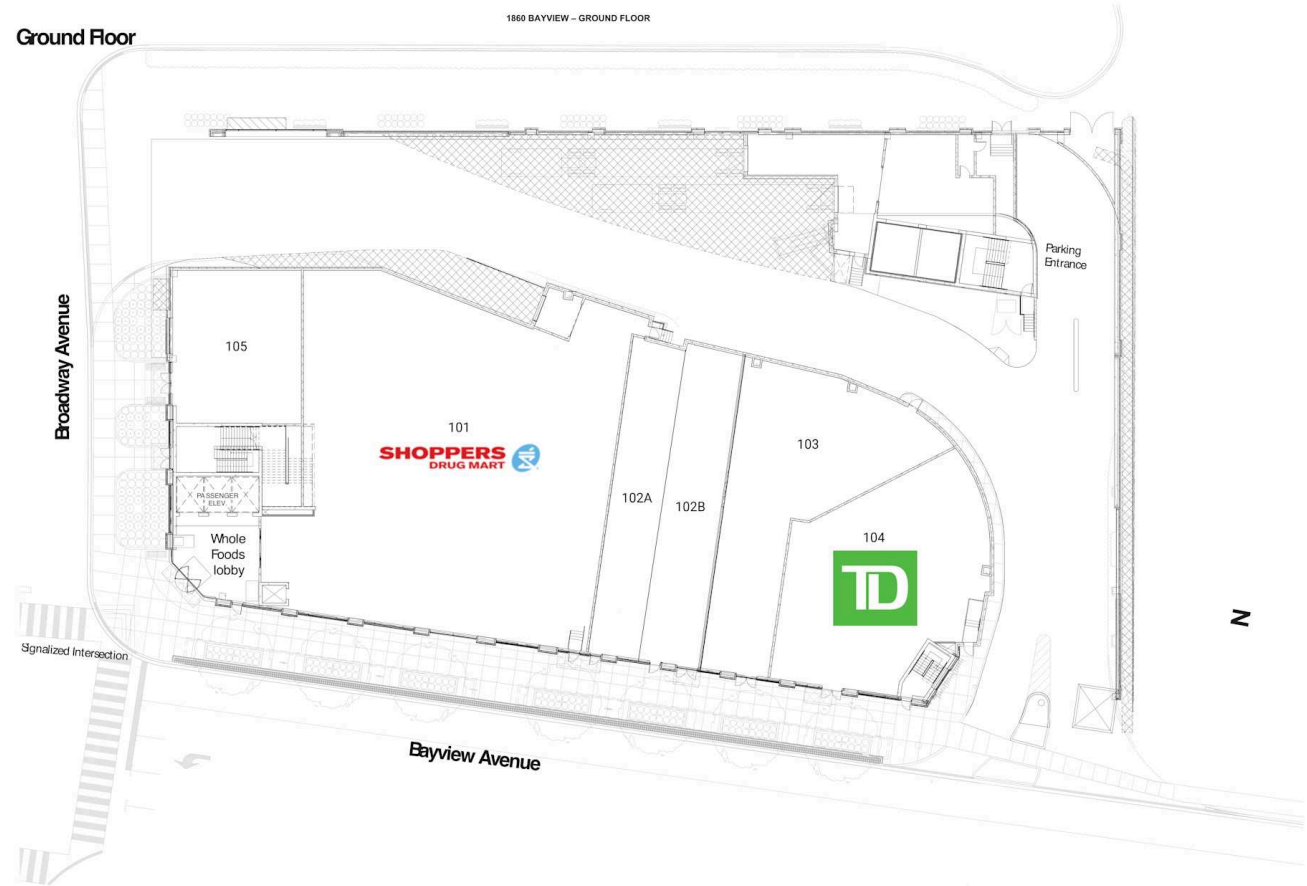 1860 BAYVIEW – GROUND FLOOR
Ground Floor
Parking
Entrance
Broadway Avenue
105
101
SHOPPERS
DRUG MART
103
102A
102B
PASSENGER
ELEV.
Whole
Foods
lobby
104
TD
N
Signalized Intersection
Bayview Avenue